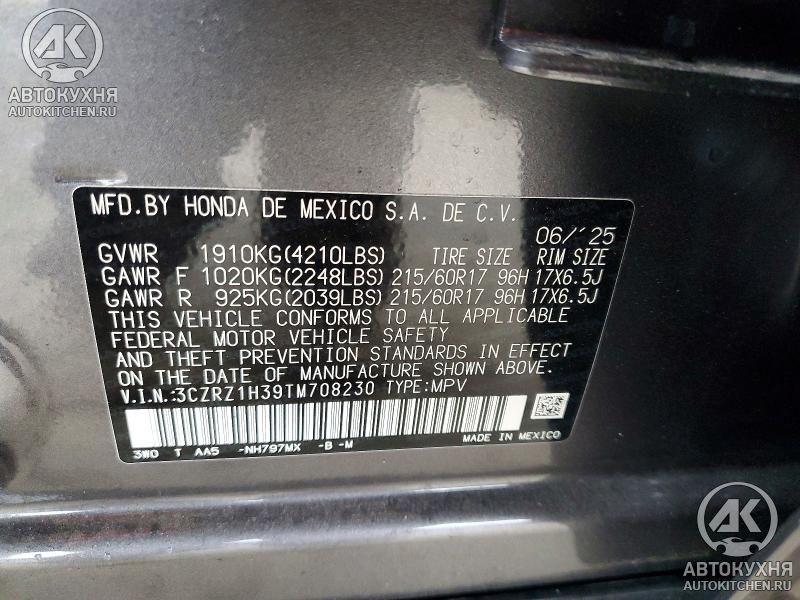 AK
АВТОКУХНЯ
AUTOKITCHEN.RU
MFD.BY HONDA DE MEXICO S.A. DE C.V.
06/´25
GVWR 1910KG(4210LBS) TIRE SIZE RIM SIZE
GAWR F 1020KG(2248LBS) 215/60R17 96H 17X6.5J
GAWR R 925KG(2039LBS) 215/60R17 96H 17X6.5J
THIS VEHICLE CONFORMS TO ALL APPLICABLE
FEDERAL MOTOR VEHICLE SAFETY
AND THEFT PREVENTION STANDARDS IN EFFECT
ON THE DATE OF MANUFACTURE SHOWN ABOVE.
V.I.N.:3CZRZ1H39TM708230 TYPE:MPV
3W0 T AA5 -NH797MX -B -M
MADE IN MEXICO
AK
АВТОКУХНЯ
AUTOKITCHEN.RU